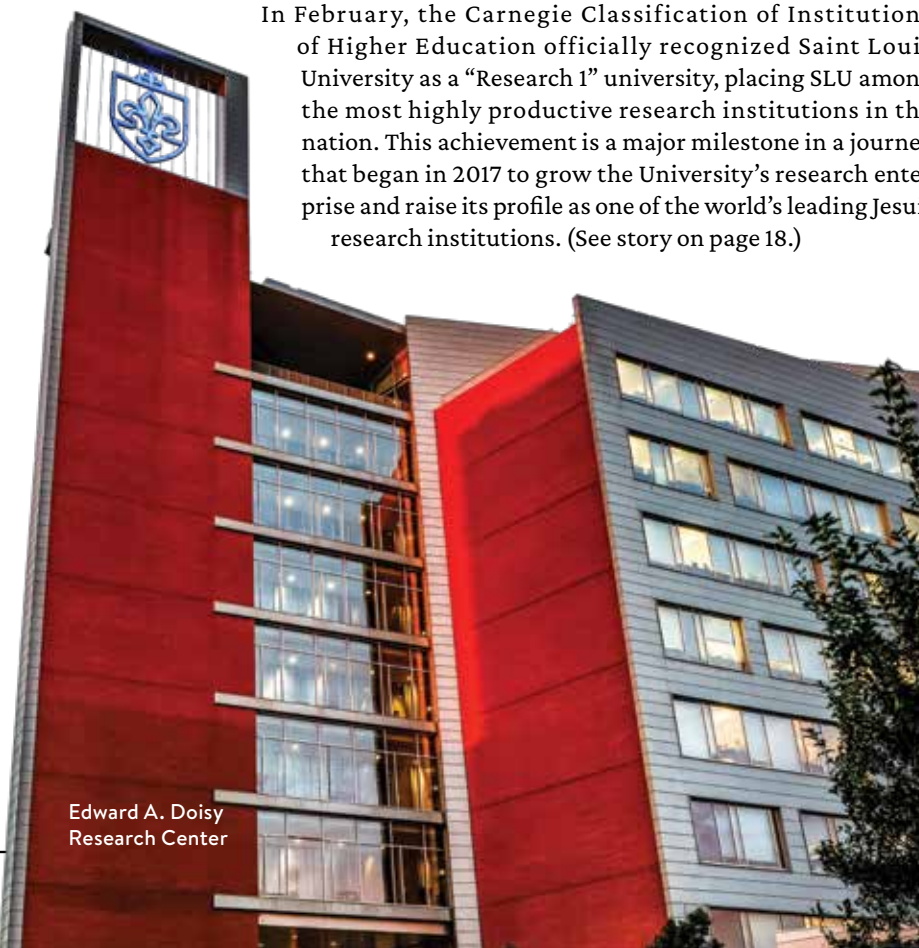 In February, the Carnegie Classification of Institution
of Higher Education officially recognized Saint Loui
University as a “Research 1” university, placing SLU amon
the most highly productive research institutions in th
nation. This achievement is a major milestone in a journe
that began in 2017 to grow the University’s research ente
prise and raise its profile as one of the world’s leading Jesui
research institutions. (See story on page 18.)
Edward A. Doisy
Research Center